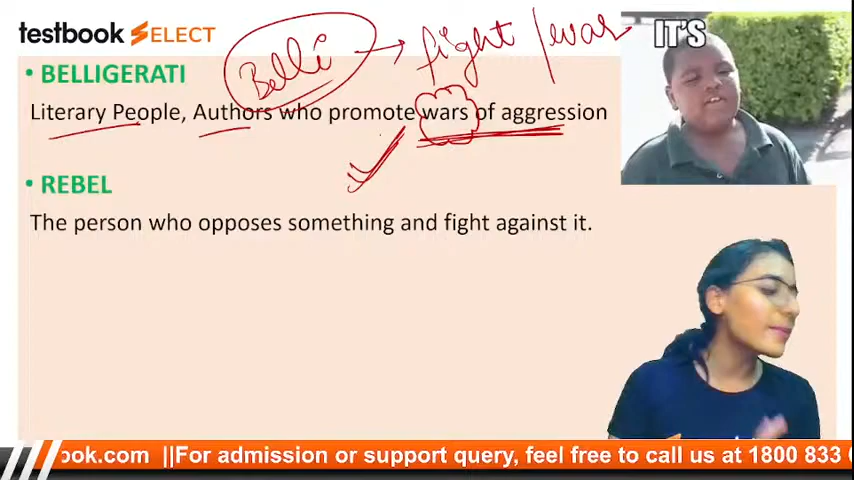 testbook SELECT
Belli → fight/war
IT'S
• BELLIGERATI
Literary People, Authors who promote wars of aggression
• REBEL
The person who opposes something and fight against it.
ook.com ||For admission or support query, feel free to call us at 1800 833